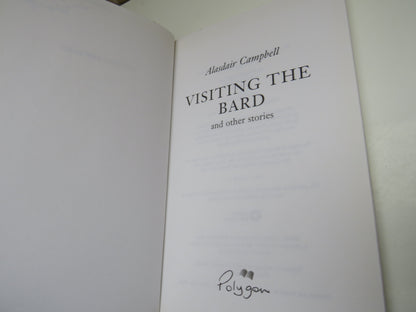 Alasdair Campbell
VISITING THE
BARD
and other stories
Polygon